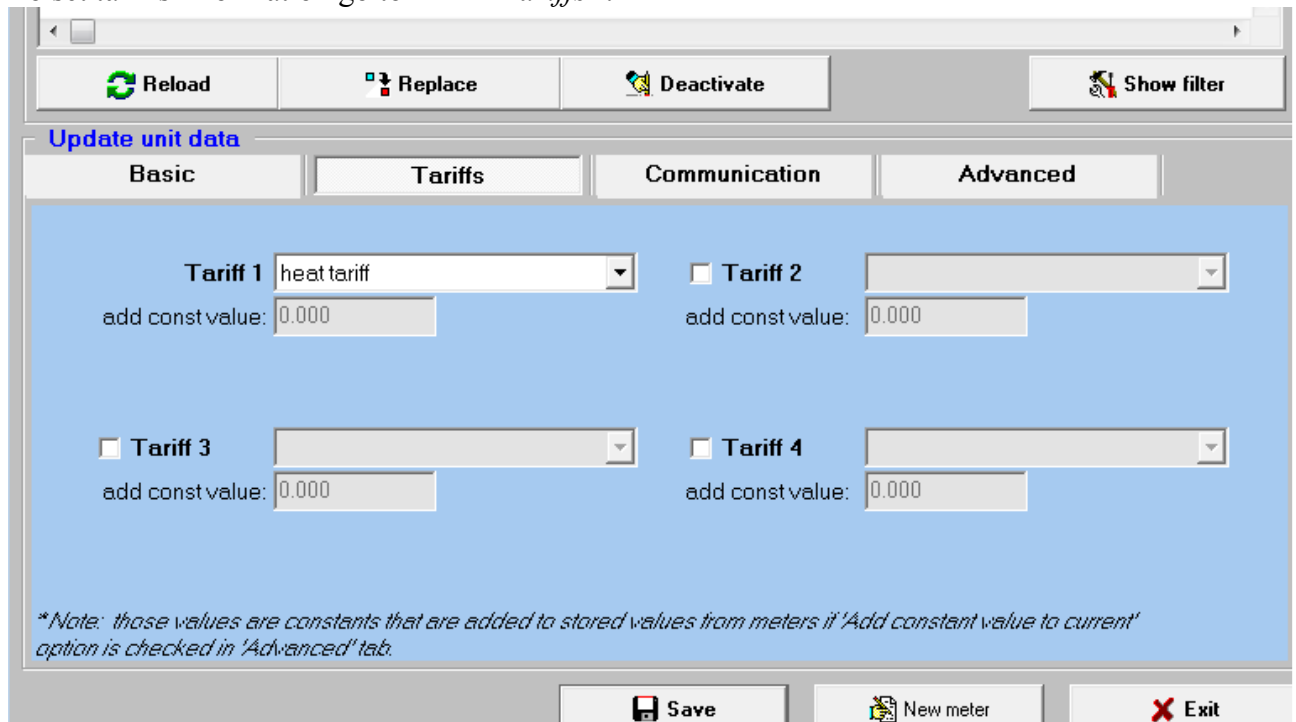 Reload Replace Deactivate Show filter
Update unit data
Basic Tariffs Communication Advanced
Tariff 1 heat tariff Tariff 2
add const value: 0.000 add const value: 0.000
Tariff 3 Tariff 4
add const value: 0.000 add const value: 0.000
*Note: those values are constants that are added to stored values from meters if 'Add constant value to current'
option is checked in 'Advanced' tab.
Save New meter Exit